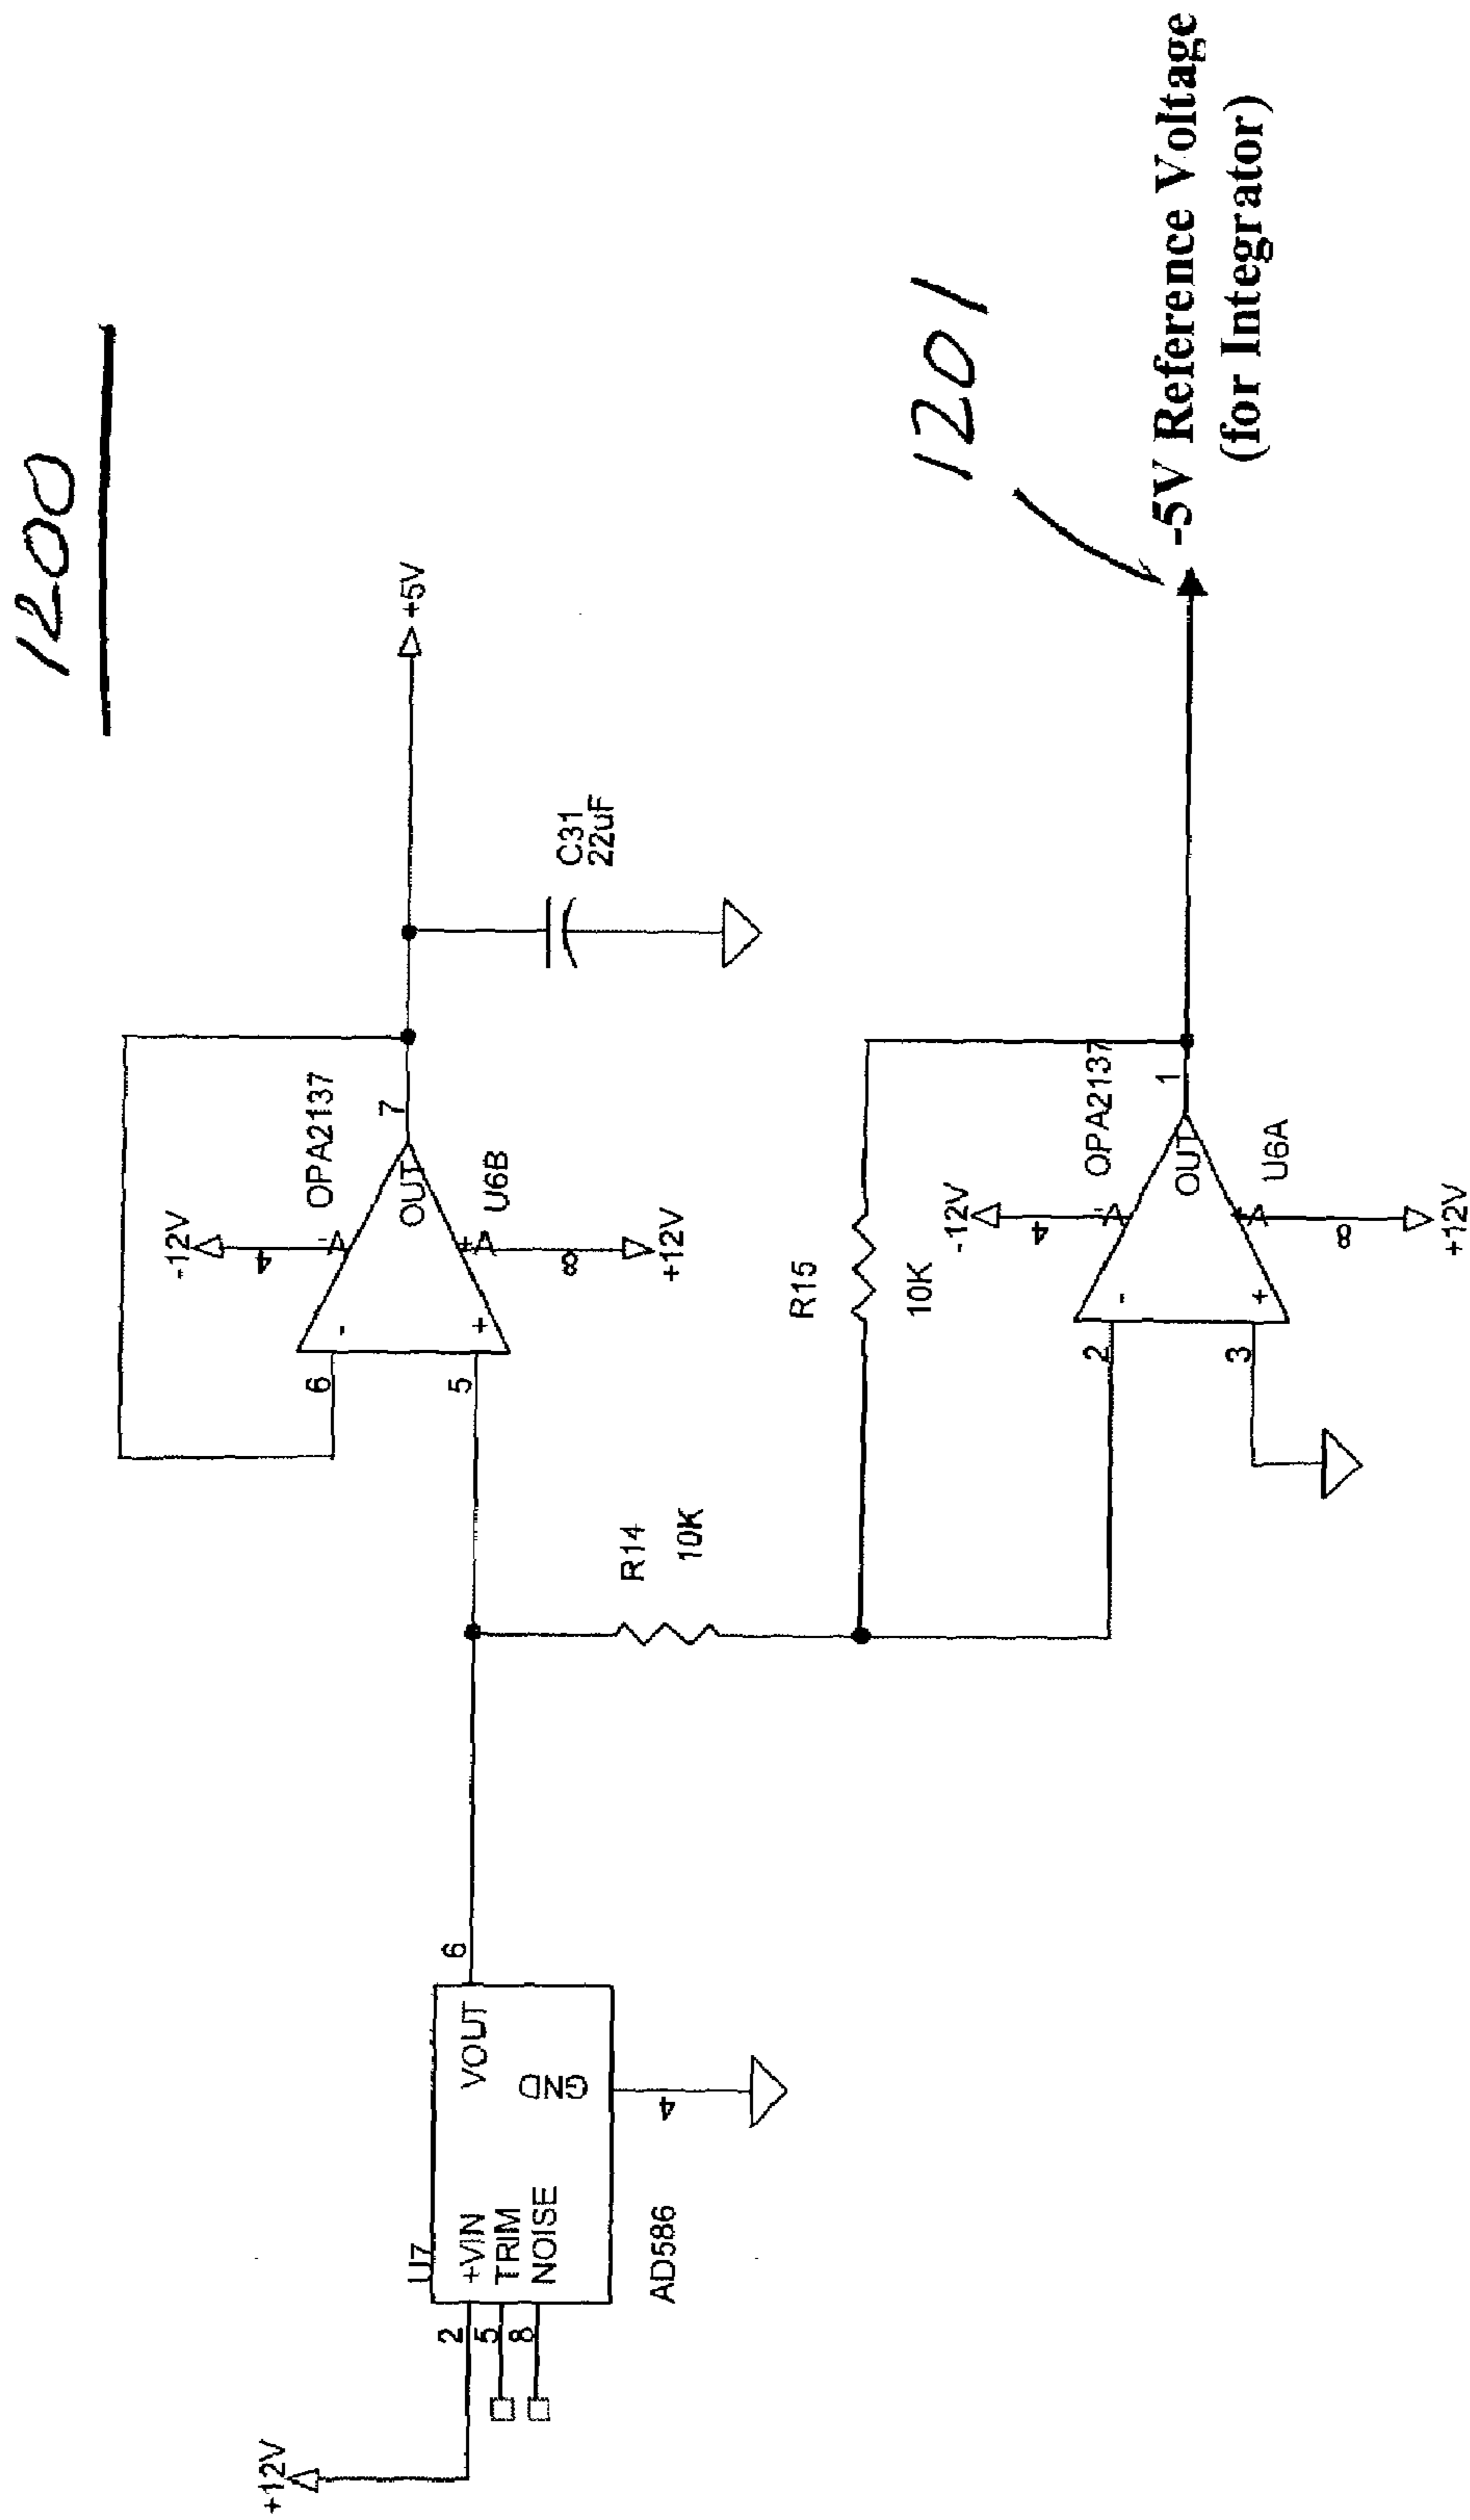 1200
+5V
C31
22uF
OPA2137
-12V
4
-
OUT
7
6
-
5
+
+
U6B
8
+12V
R14
10K
R15
10K
1201
-5V Reference Voltage
(for Integrator)
OPA2137
-12V
4
-
OUT
1
2
-
3
+
+
U6A
8
+12V
+12V
U7
2
+VIN
5
TRIM
8
NOISE
VOUT
6
GND
4
AD586